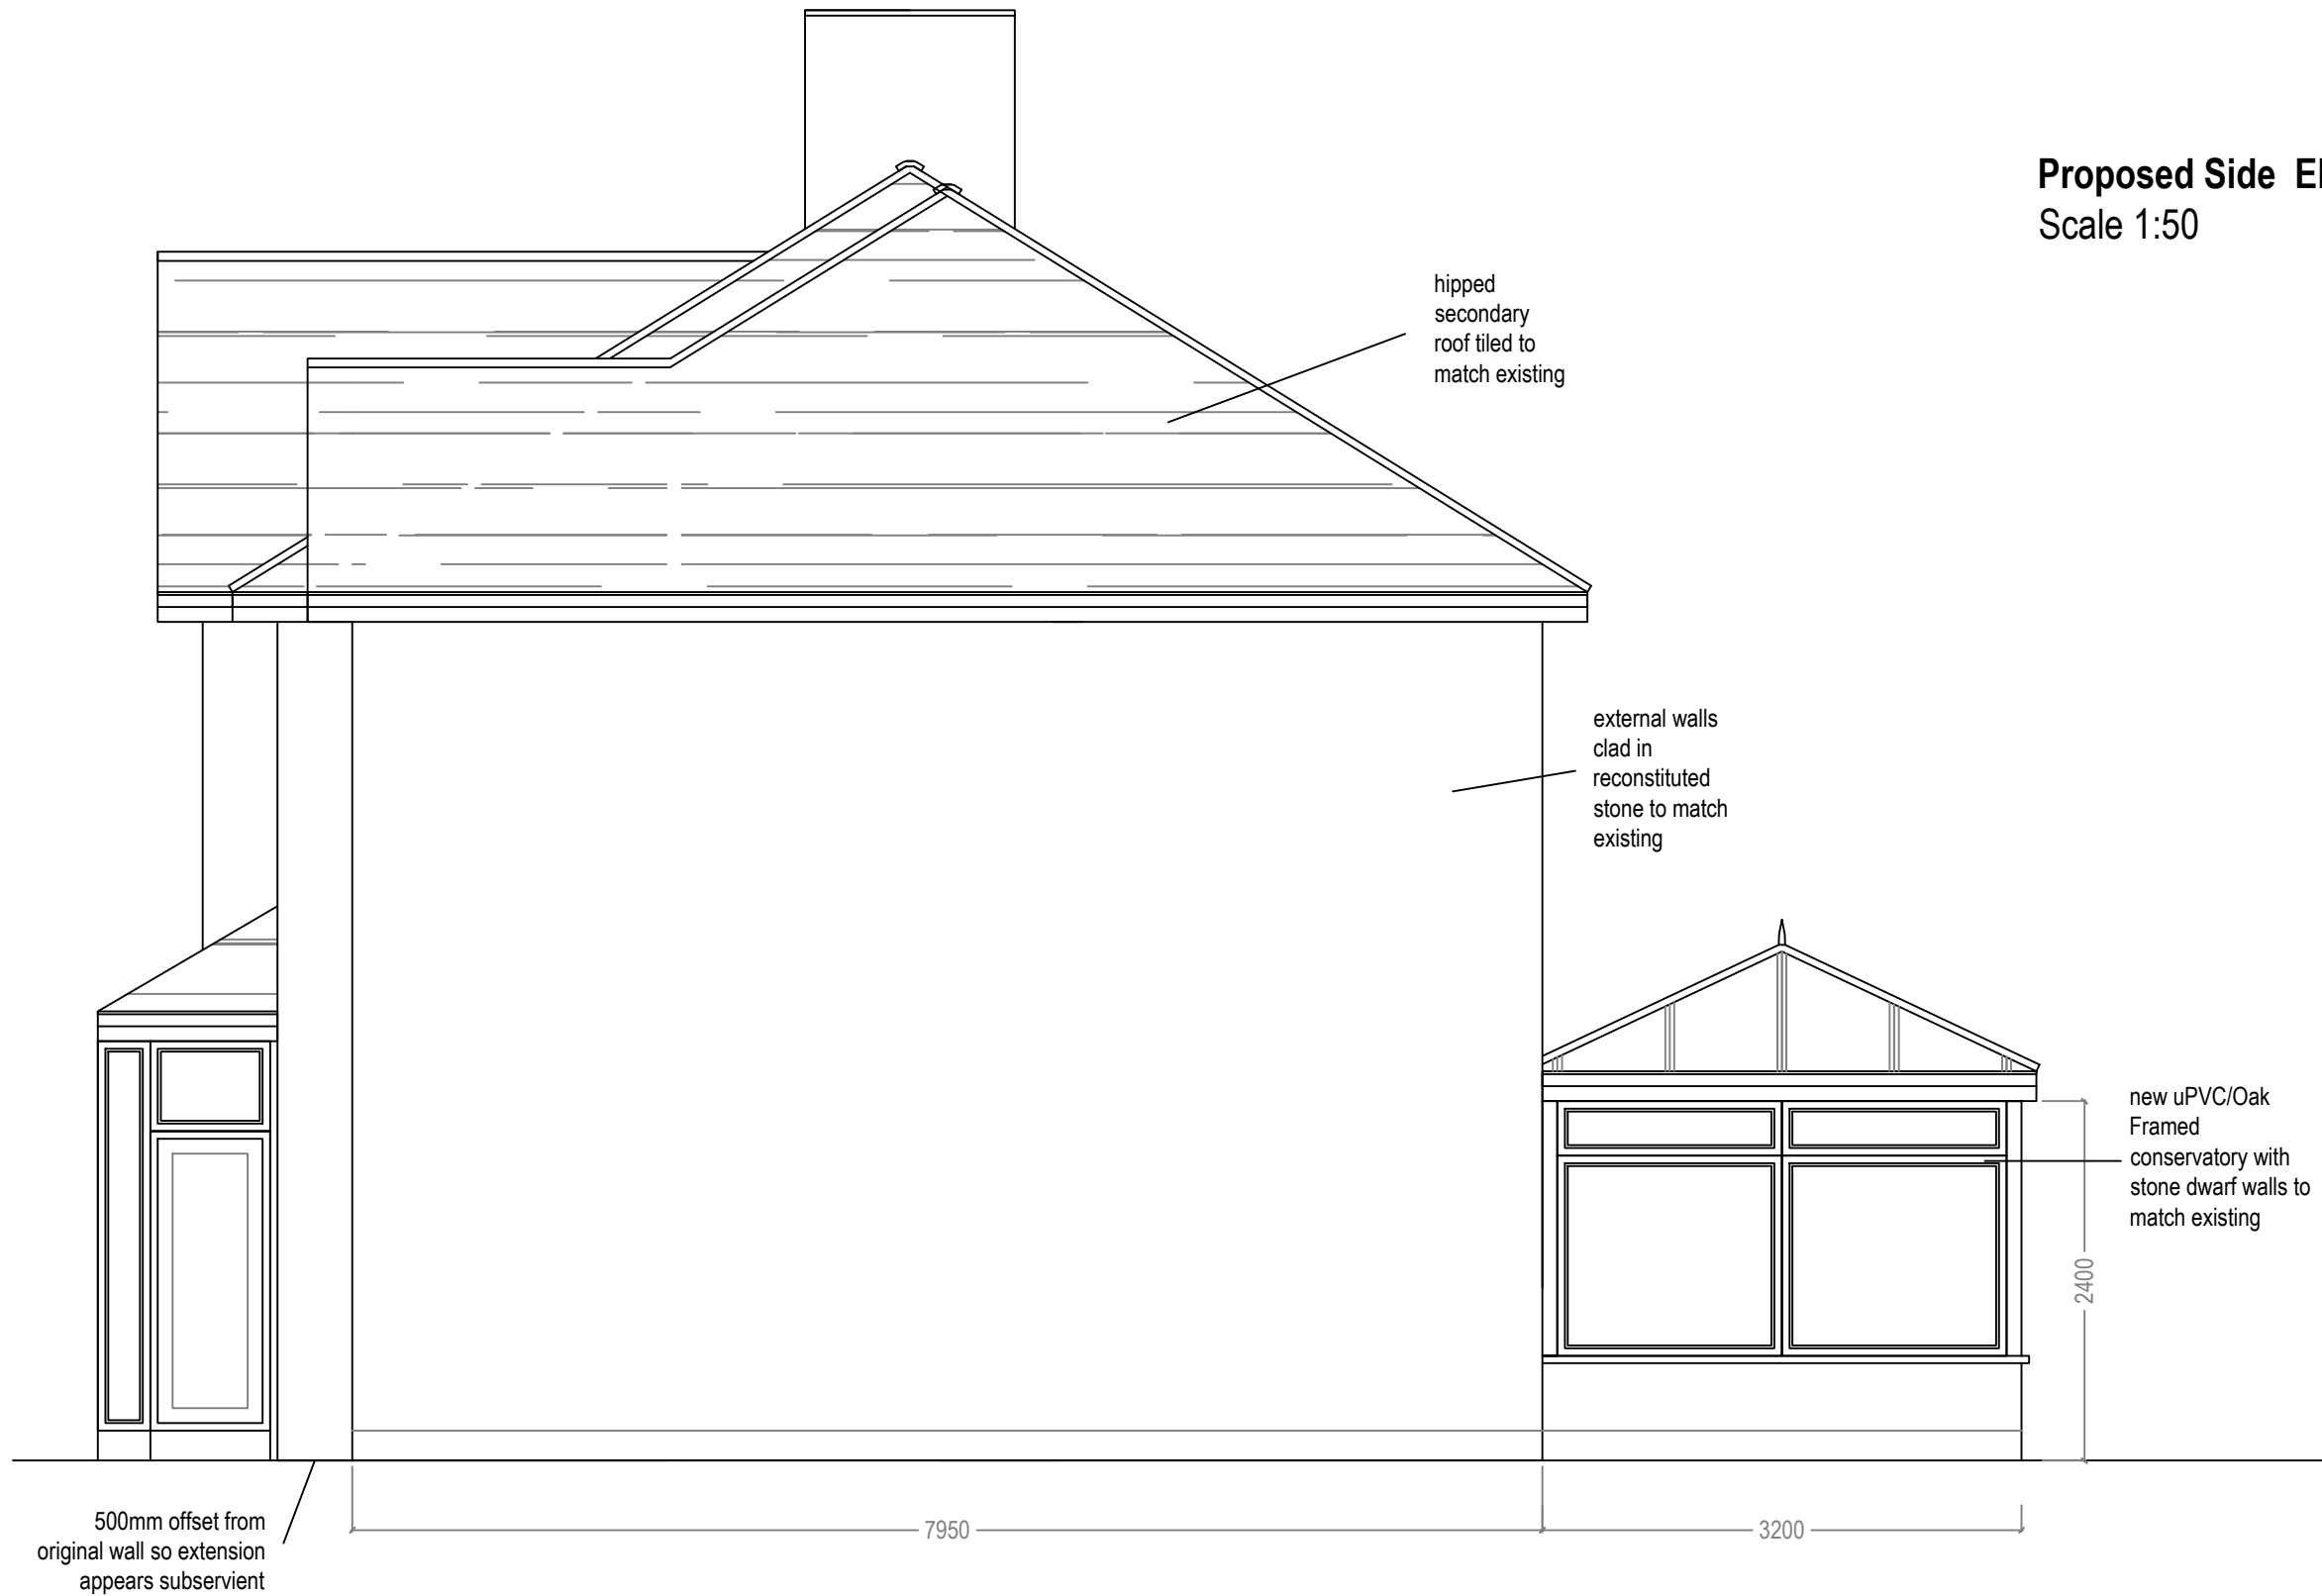 Proposed Side El
Scale 1:50
hipped
secondary
roof tiled to
match existing
external walls
clad in
reconstituted
stone to match
existing
new uPVC/Oak
Framed
conservatory with
stone dwarf walls to
match existing
2400
500mm offset from
original wall so extension
appears subservient
7950
3200